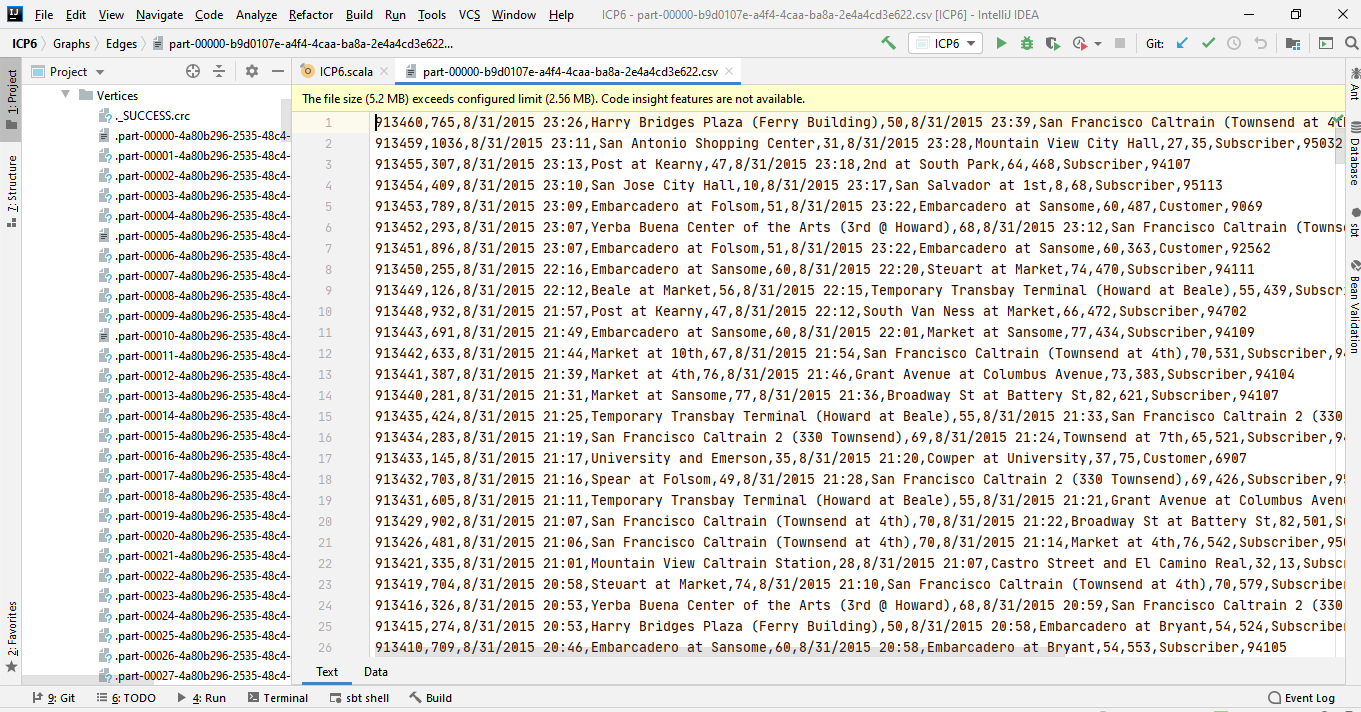 File Edit View Navigate Code Analyze Refactor Build Run Tools VCS Window Help ICP6 - part-00000-b9d0107e-a4f4-4caa-ba8a-2e4a4cd3e622.csv [ICP6] - IntelliJ IDEA
ICP6 Graphs Edges part-00000-b9d0107e-a4f4-4caa-ba8a-2e4a4cd3e622... ICP6 Git:
Project ICP6.scala part-00000-b9d0107e-a4f4-4caa-ba8a-2e4a4cd3e622.csv
1: Project
7: Structure
2: Favorites
Vertices
._SUCCESS.crc
.part-00000-4a80b296-2535-48c4-
.part-00001-4a80b296-2535-48c4-
.part-00002-4a80b296-2535-48c4-
.part-00003-4a80b296-2535-48c4-
.part-00004-4a80b296-2535-48c4-
.part-00005-4a80b296-2535-48c4-
.part-00006-4a80b296-2535-48c4-
.part-00007-4a80b296-2535-48c4-
.part-00008-4a80b296-2535-48c4-
.part-00009-4a80b296-2535-48c4-
.part-00010-4a80b296-2535-48c4-
.part-00011-4a80b296-2535-48c4-
.part-00012-4a80b296-2535-48c4-
.part-00013-4a80b296-2535-48c4-
.part-00014-4a80b296-2535-48c4-
.part-00015-4a80b296-2535-48c4-
.part-00016-4a80b296-2535-48c4-
.part-00017-4a80b296-2535-48c4-
.part-00018-4a80b296-2535-48c4-
.part-00019-4a80b296-2535-48c4-
.part-00020-4a80b296-2535-48c4-
.part-00021-4a80b296-2535-48c4-
.part-00022-4a80b296-2535-48c4-
.part-00023-4a80b296-2535-48c4-
.part-00024-4a80b296-2535-48c4-
.part-00025-4a80b296-2535-48c4-
.part-00026-4a80b296-2535-48c4-
.part-00027-4a80b296-2535-48c4-
The file size (5.2 MB) exceeds configured limit (2.56 MB). Code insight features are not available.
1 913460,765,8/31/2015 23:26,Harry Bridges Plaza (Ferry Building),50,8/31/2015 23:39,San Francisco Caltrain (Townsend at 4th
2 913459,1036,8/31/2015 23:11,San Antonio Shopping Center,31,8/31/2015 23:28,Mountain View City Hall,27,35,Subscriber,95032
3 913455,307,8/31/2015 23:13,Post at Kearny,47,8/31/2015 23:18,2nd at South Park,64,468,Subscriber,94107
4 913454,409,8/31/2015 23:10,San Jose City Hall,10,8/31/2015 23:17,San Salvador at 1st,8,68,Subscriber,95113
5 913453,789,8/31/2015 23:09,Embarcadero at Folsom,51,8/31/2015 23:22,Embarcadero at Sansome,60,487,Customer,9069
6 913452,293,8/31/2015 23:07,Yerba Buena Center of the Arts (3rd @ Howard),68,8/31/2015 23:12,San Francisco Caltrain (Towns
7 913451,896,8/31/2015 23:07,Embarcadero at Folsom,51,8/31/2015 23:22,Embarcadero at Sansome,60,363,Customer,92562
8 913450,255,8/31/2015 22:16,Embarcadero at Sansome,60,8/31/2015 22:20,Steuart at Market,74,470,Subscriber,94111
9 913449,126,8/31/2015 22:12,Beale at Market,56,8/31/2015 22:15,Temporary Transbay Terminal (Howard at Beale),55,439,Subscr
10 913448,932,8/31/2015 21:57,Post at Kearny,47,8/31/2015 22:12,South Van Ness at Market,66,472,Subscriber,94702
11 913443,691,8/31/2015 21:49,Embarcadero at Sansome,60,8/31/2015 22:01,Market at Sansome,77,434,Subscriber,94109
12 913442,633,8/31/2015 21:44,Market at 10th,67,8/31/2015 21:54,San Francisco Caltrain (Townsend at 4th),70,531,Subscriber,9
13 913441,387,8/31/2015 21:39,Market at 4th,76,8/31/2015 21:46,Grant Avenue at Columbus Avenue,73,383,Subscriber,94104
14 913440,281,8/31/2015 21:31,Market at Sansome,77,8/31/2015 21:36,Broadway St at Battery St,82,621,Subscriber,94107
15 913435,424,8/31/2015 21:25,Temporary Transbay Terminal (Howard at Beale),55,8/31/2015 21:33,San Francisco Caltrain 2 (330
16 913434,283,8/31/2015 21:19,San Francisco Caltrain 2 (330 Townsend),69,8/31/2015 21:24,Townsend at 7th,65,521,Subscriber,9
17 913433,145,8/31/2015 21:17,University and Emerson,35,8/31/2015 21:20,Cowper at University,37,75,Customer,6907
18 913432,703,8/31/2015 21:16,Spear at Folsom,49,8/31/2015 21:28,San Francisco Caltrain 2 (330 Townsend),69,426,Subscriber,9
19 913431,605,8/31/2015 21:11,Temporary Transbay Terminal (Howard at Beale),55,8/31/2015 21:21,Grant Avenue at Columbus Aven
20 913429,902,8/31/2015 21:07,San Francisco Caltrain (Townsend at 4th),70,8/31/2015 21:22,Broadway St at Battery St,82,501,S
21 913426,481,8/31/2015 21:06,San Francisco Caltrain (Townsend at 4th),70,8/31/2015 21:14,Market at 4th,76,542,Subscriber,95
22 913421,335,8/31/2015 21:01,Mountain View Caltrain Station,28,8/31/2015 21:07,Castro Street and El Camino Real,32,13,Subsc
23 913419,704,8/31/2015 20:58,Steuart at Market,74,8/31/2015 21:10,San Francisco Caltrain (Townsend at 4th),70,579,Subscribe
24 913416,326,8/31/2015 20:53,Yerba Buena Center of the Arts (3rd @ Howard),68,8/31/2015 20:59,San Francisco Caltrain 2 (330
25 913415,274,8/31/2015 20:53,Harry Bridges Plaza (Ferry Building),50,8/31/2015 20:58,Embarcadero at Bryant,54,524,Subscribe
26 913410,709,8/31/2015 20:46,Embarcadero at Sansome,60,8/31/2015 20:58,Embarcadero at Bryant,54,553,Subscriber,94105
Ant
Database
sbt
Bean Validation
Text Data
9: Git 6: TODO 4: Run Terminal sbt shell Build Event Log